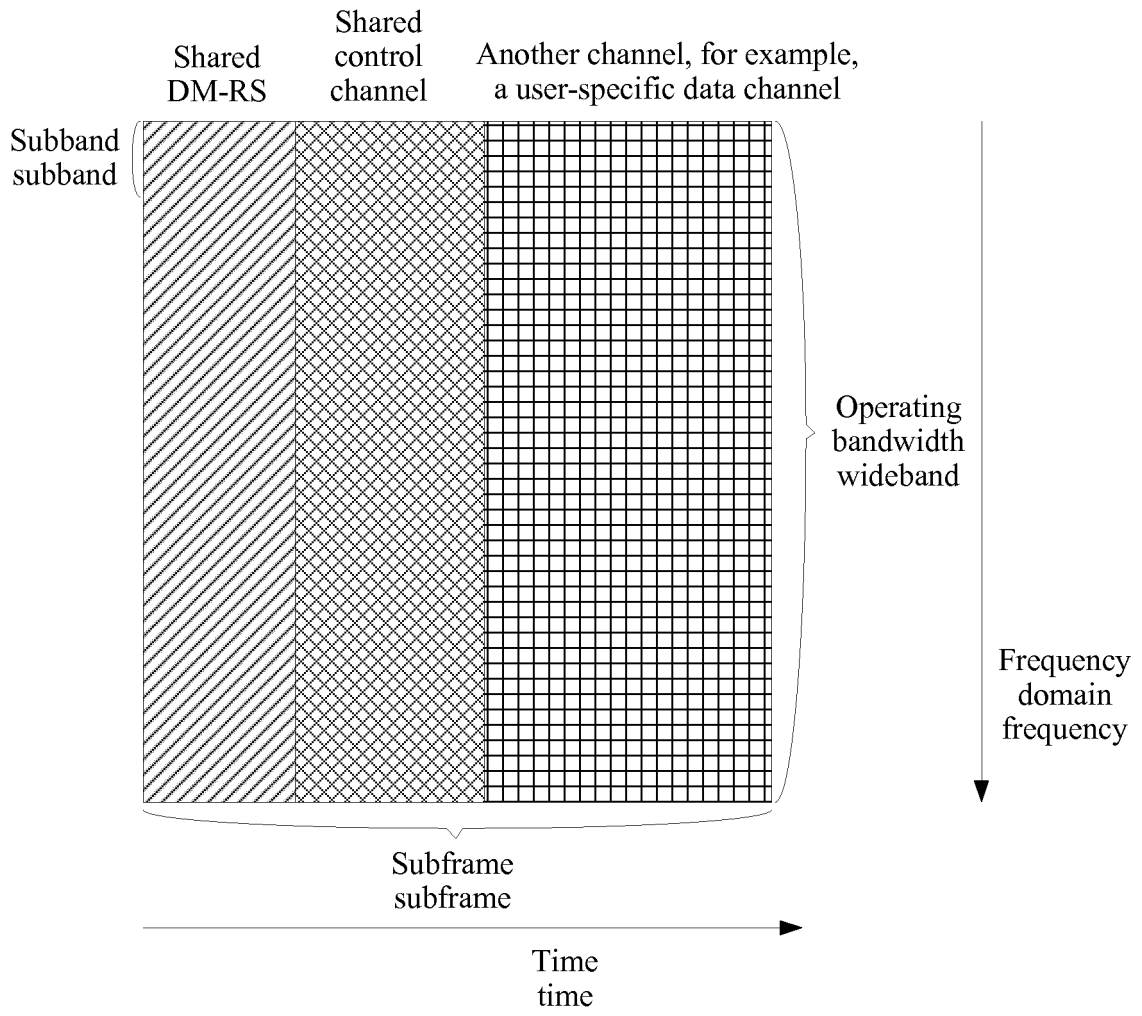 Shared
DM-RS
Shared
control
channel
Another channel, for example,
a user-specific data channel
Subband
subband
Operating
bandwidth
wideband
Frequency
domain
frequency
Subframe
subframe
Time
time